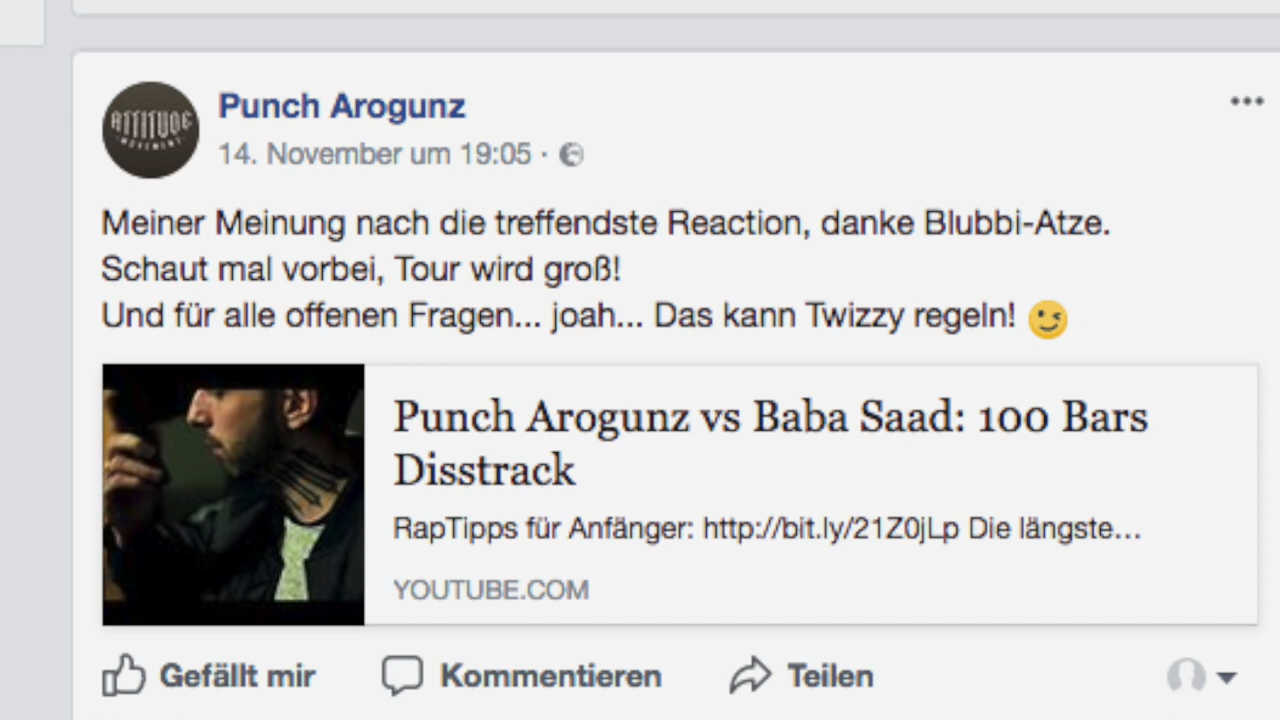 ATTITUDE
MOVEMENT
Punch Arogunz
14. November um 19:05 ·
Meiner Meinung nach die treffendste Reaction, danke Blubbi-Atze.
Schaut mal vorbei, Tour wird groß!
Und für alle offenen Fragen... joah... Das kann Twizzy regeln! 😉
Punch Arogunz vs Baba Saad: 100 Bars
Disstrack
RapTipps für Anfänger: http://bit.ly/21Z0jLp Die längste...
YOUTUBE.COM
Gefällt mir Kommentieren Teilen